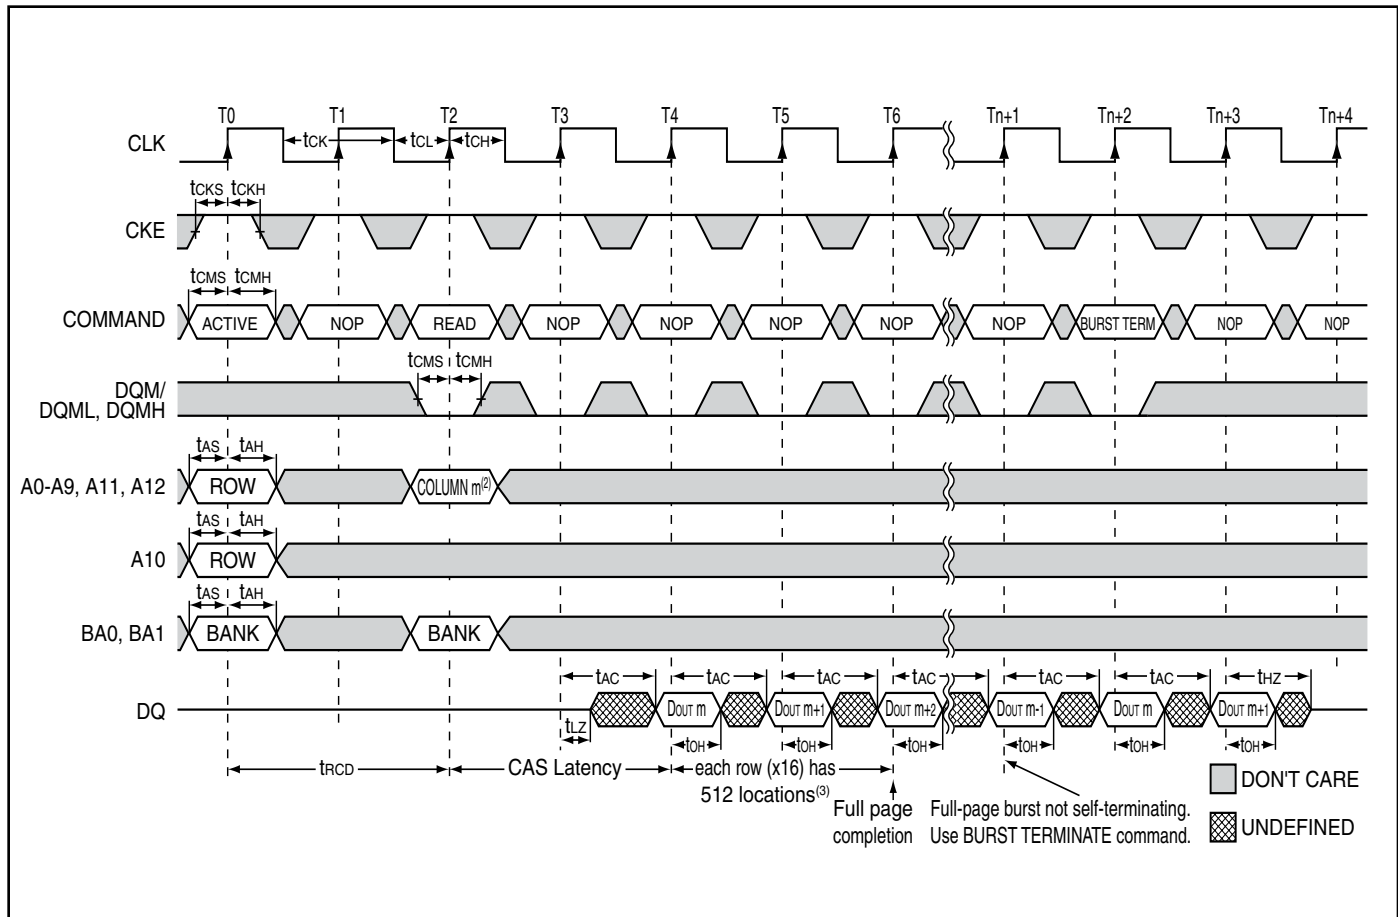 T0 T1 T2 T3 T4 T5 T6 Tn+1 Tn+2 Tn+3 Tn+4
CLK
tCK tCL tCH
tCKS tCKH
CKE
tCMS tCMH
COMMAND ACTIVE NOP READ NOP NOP NOP NOP NOP BURST TERM NOP NOP
tCMS tCMH
DQM/
DQML, DQMH
tAS tAH
A0-A9, A11, A12 ROW COLUMN m(2)
tAS tAH
A10 ROW
tAS tAH
BA0, BA1 BANK BANK
tAC tAC tAC tAC tAC tAC tHZ
DQ DOUT m DOUT m+1 DOUT m+2 DOUT m-1 DOUT m DOUT m+1
tLZ tOH tOH tOH tOH tOH tOH
tRCD CAS Latency each row (x16) has
512 locations(3)
Full page
completion
Full-page burst not self-terminating.
Use BURST TERMINATE command.
DON'T CARE
UNDEFINED